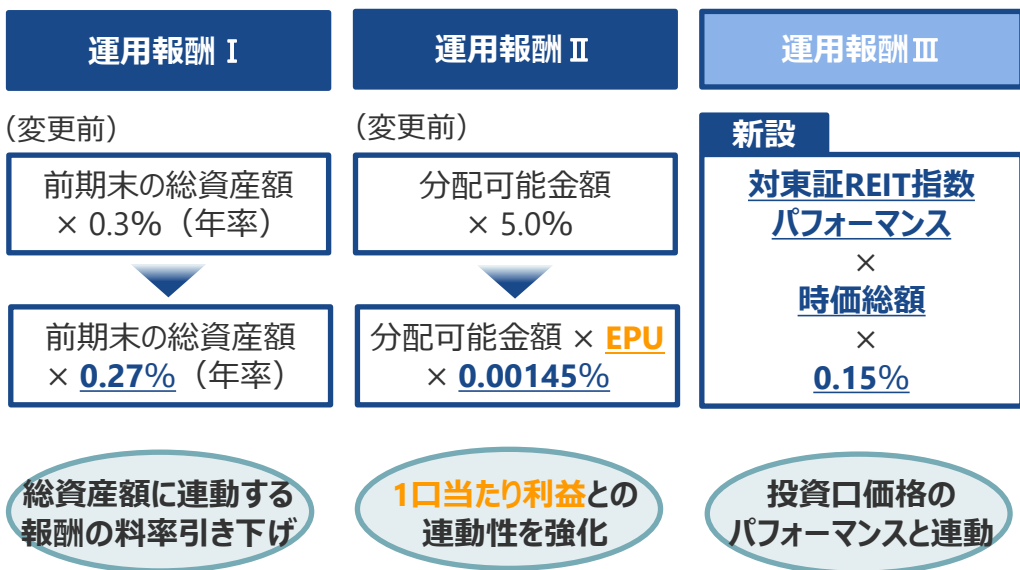 運用報酬Ⅰ
(変更前)
前期末の総資産額
× 0.3%（年率）
前期末の総資産額
× 0.27%（年率）
総資産額に連動する
報酬の料率引き下げ
運用報酬Ⅱ
(変更前)
分配可能金額
× 5.0%
分配可能金額 × EPU
× 0.00145%
1口当たり利益との
連動性を強化
運用報酬Ⅲ
新設
対東証REIT指数
パフォーマンス
×
時価総額
×
0.15%
投資口価格の
パフォーマンスと連動